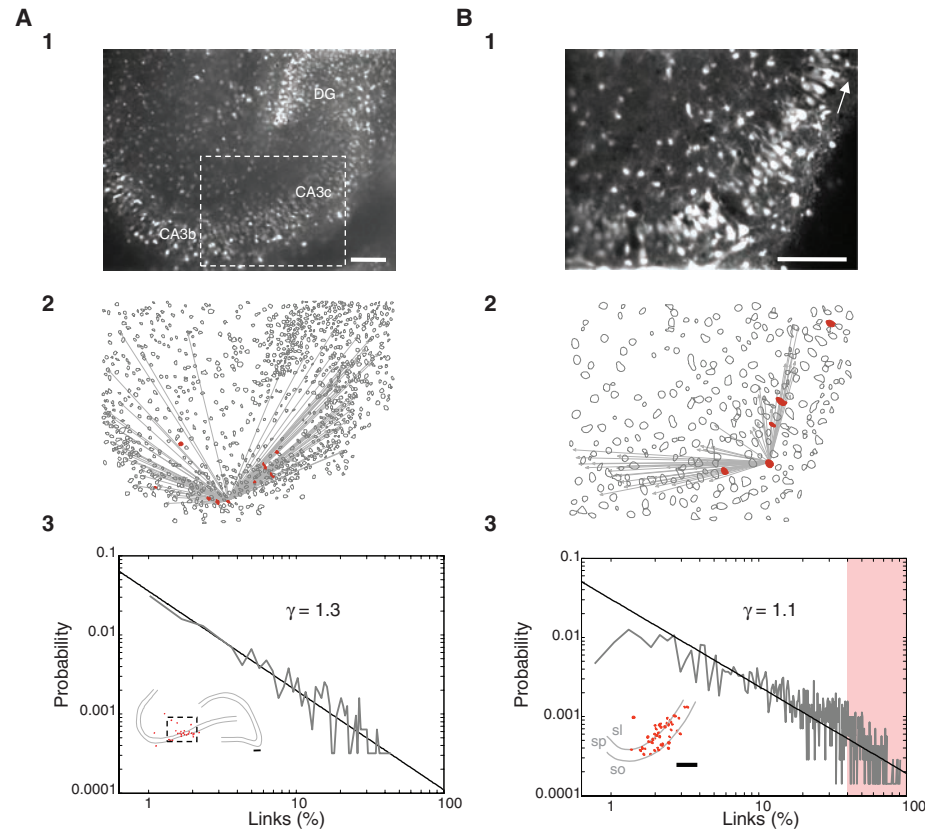 A
1
DG
CA3c
CA3b
2
3
0.1
0.01
0.001
0.0001
Probability
γ = 1.3
1
10
100
Links (%)
B
1
2
3
0.1
0.01
0.001
0.0001
Probability
γ = 1.1
sp
sl
so
1
10
100
Links (%)